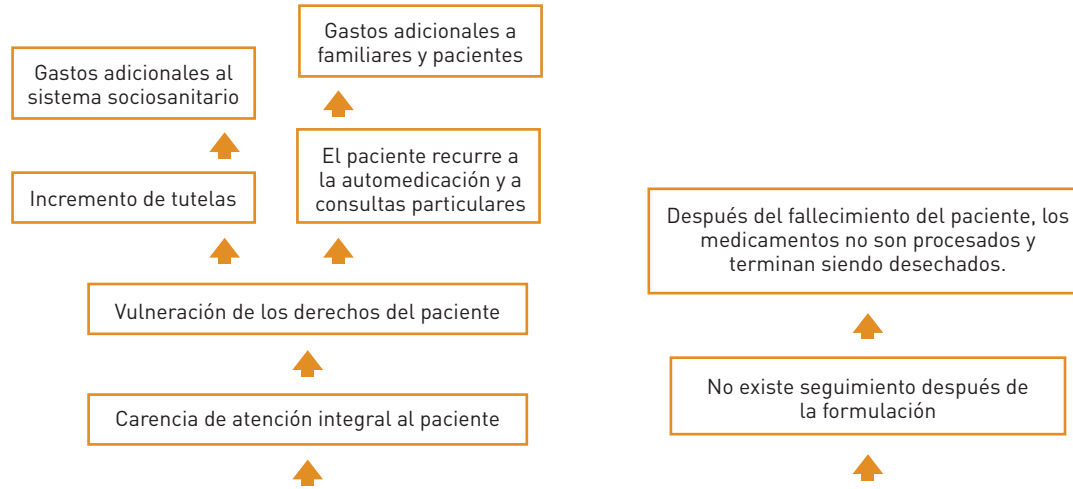 Gastos adicionales a
familiares y pacientes
Gastos adicionales al
sistema sociosanitario
El paciente recurre a
la automedicación y a
consultas particulares
Incremento de tutelas
Vulneración de los derechos del paciente
Carencia de atención integral al paciente
Después del fallecimiento del paciente, los
medicamentos no son procesados y
terminan siendo desechados.
No existe seguimiento después de
la formulación